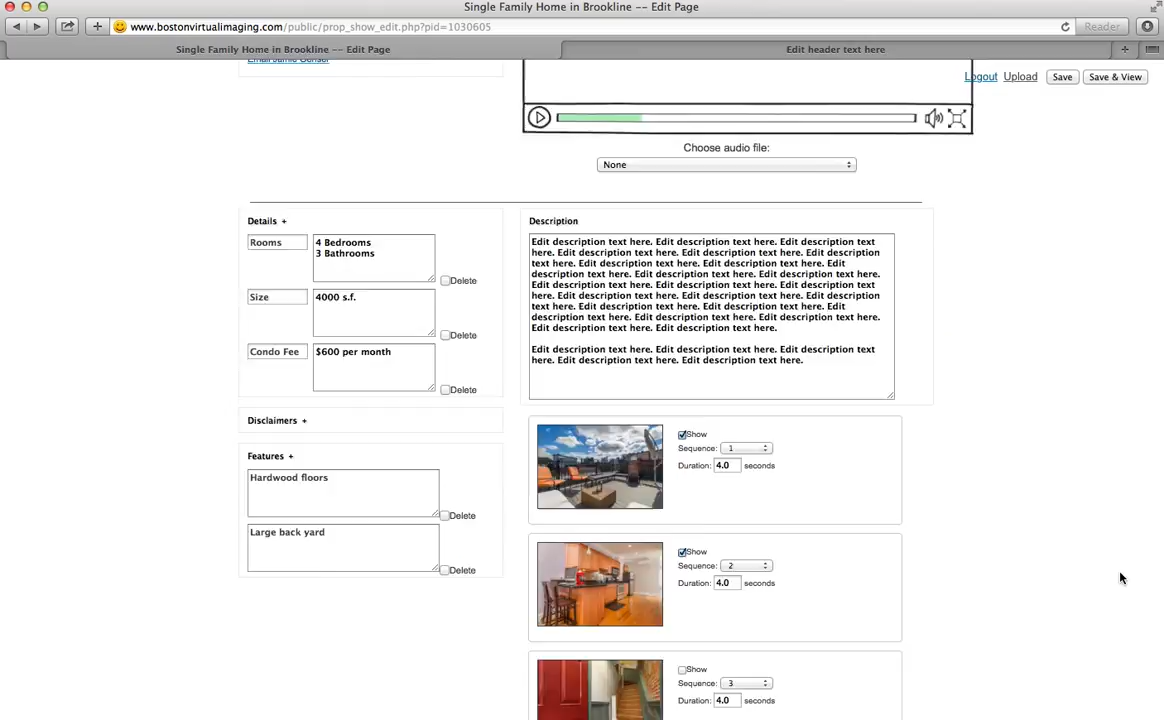 Single Family Home in Brookline -- Edit Page
www.bostonvirtualimaging.com/public/prop_show_edit.php?pid=1030605
Reader
Single Family Home in Brookline -- Edit Page
Edit header text here
Email Jamie Genser
Logout Upload Save Save & View
Choose audio file:
None
Details +
Rooms
4 Bedrooms
3 Bathrooms
Delete
Size
4000 s.f.
Delete
Condo Fee
$600 per month
Delete
Disclaimers +
Features +
Hardwood floors
Delete
Large back yard
Delete
Description
Edit description text here. Edit description text here. Edit description text
here. Edit description text here. Edit description text here. Edit description
text here. Edit description text here. Edit description text here. Edit
description text here. Edit description text here. Edit description text here.
Edit description text here. Edit description text here. Edit description text
here. Edit description text here. Edit description text here. Edit description
text here. Edit description text here. Edit description text here. Edit
description text here. Edit description text here. Edit description text here.
Edit description text here. Edit description text here.
Edit description text here. Edit description text here. Edit description text
here. Edit description text here. Edit description text here.
Show
Sequence: 1
Duration: 4.0 seconds
Show
Sequence: 2
Duration: 4.0 seconds
Show
Sequence: 3
Duration: 4.0 seconds